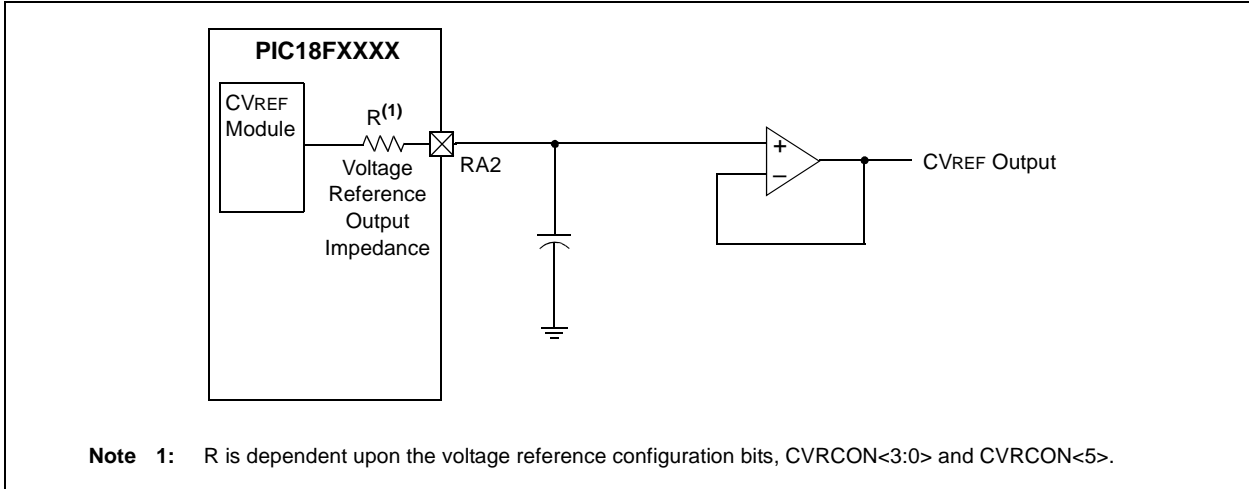 PIC18FXXXX
CVREF
Module
R(1)
Voltage
Reference
Output
Impedance
RA2
+
–
CVREF Output
Note 1: R is dependent upon the voltage reference configuration bits, CVRCON<3:0> and CVRCON<5>.